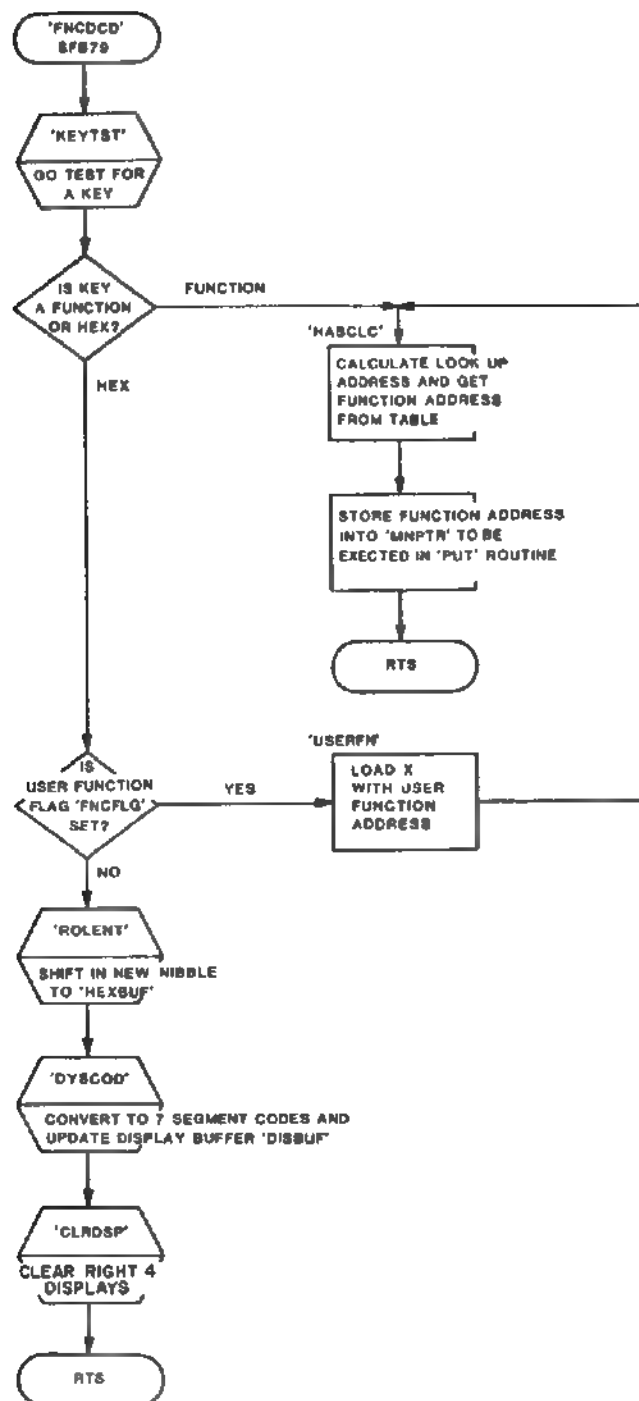 'FNCDCD'
$FB79
'KEYTST'
GO TEST FOR
A KEY
IS KEY
A FUNCTION
OR HEX?
FUNCTION
HEX
'HASCLC'
CALCULATE LOOK UP
ADDRESS AND GET
FUNCTION ADDRESS
FROM TABLE
STORE FUNCTION ADDRESS
INTO 'MNPTR' TO BE
EXECTED IN 'PUT' ROUTINE
RTS
IS
USER FUNCTION
FLAG 'FNCFLG'
SET?
YES
NO
'USERFN'
LOAD X
WITH USER
FUNCTION
ADDRESS
'ROLENT'
SHIFT IN NEW NIBBLE
TO 'HEXBUF'
'DYSCOD'
CONVERT TO 7 SEGMENT CODES AND
UPDATE DISPLAY BUFFER 'DISBUF'
'CLRDSP'
CLEAR RIGHT 4
DISPLAYS
RTS